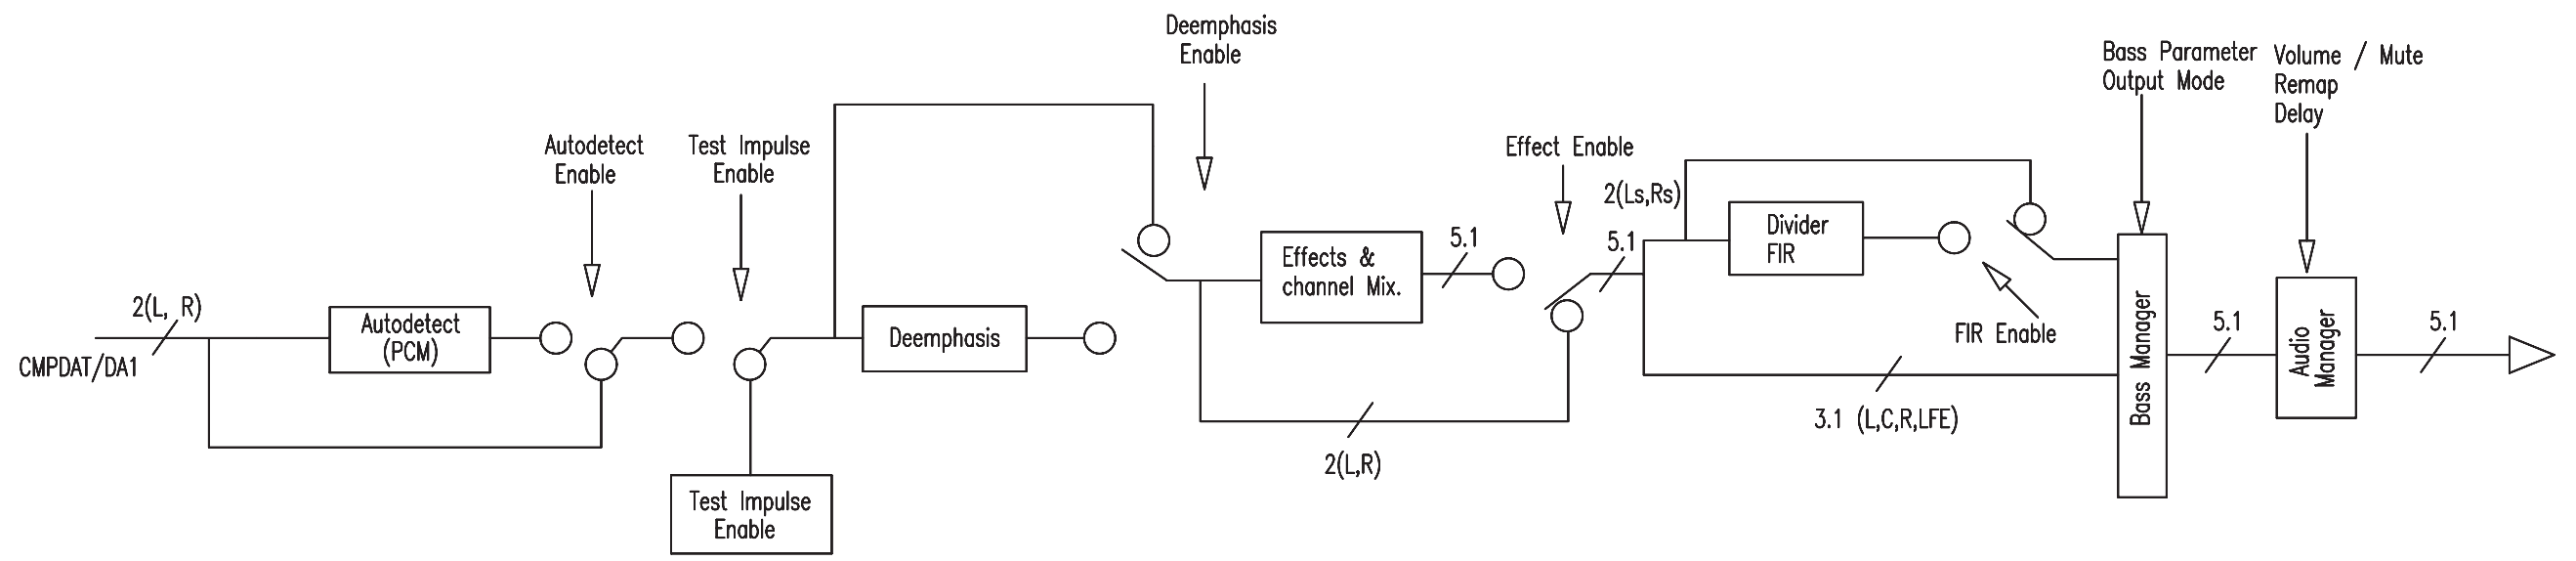 Deemphasis
Enable
Bass Parameter
Output Mode
Volume / Mute
Remap
Delay
Autodetect
Enable
Test Impulse
Enable
Effect Enable
2(Ls,Rs)
Divider
FIR
5.1
5.1
Effects &
channel Mix.
2(L, R)
CMPDAT/DA1
Autodetect
(PCM)
Deemphasis
FIR Enable
Bass Manager
5.1
Audio
Manager
5.1
3.1 (L,C,R,LFE)
2(L,R)
Test Impulse
Enable